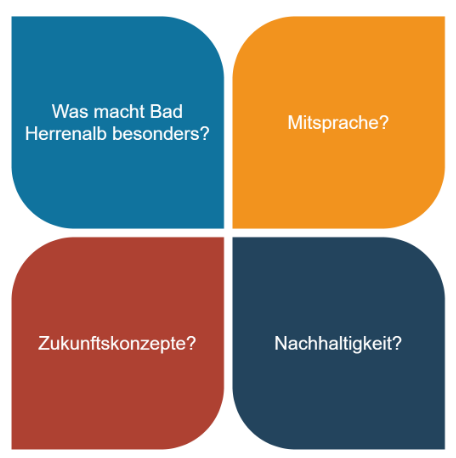 Was macht Bad
Herrenalb besonders?
Mitsprache?
Zukunftskonzepte?
Nachhaltigkeit?